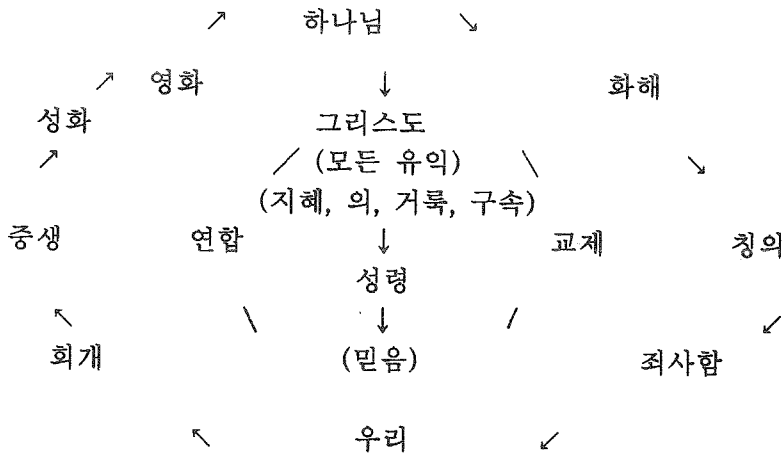 ↗ 하나님 ↘
↗ 영화 ↓ 화해
성화 그리스도
↗ / (모든 유익) \ ↘
(지혜, 의, 거룩, 구속)
중생 연합 ↓ 교제 칭의
성령
↖ \ ↓ / ↙
회개 (믿음) 죄사함
↖ 우리 ↙